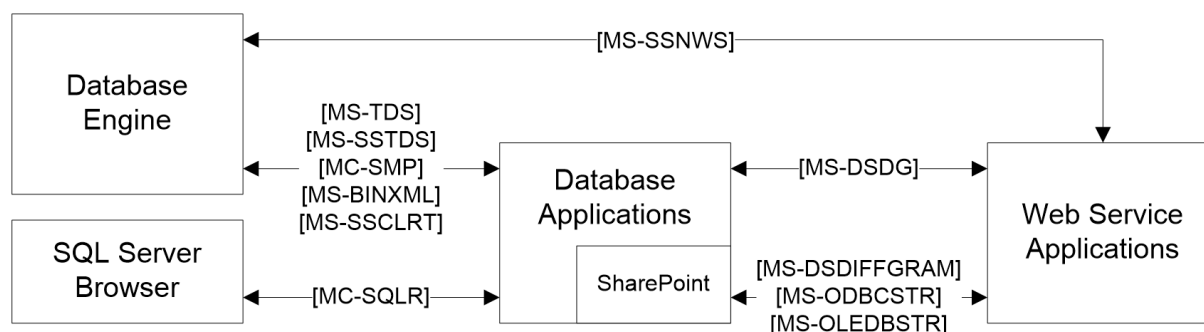 [MS-SSNWS]
Database
Engine
[MS-TDS]
[MS-SSTDS]
[MC-SMP]
[MS-BINXML]
[MS-SSCLRT]
Database
Applications
[MS-DSDG]
Web Service
Applications
SQL Server
Browser
[MC-SQLR]
SharePoint
[MS-DSDIFFGRAM]
[MS-ODBCSTR]
[MS-OLEDBSTR]